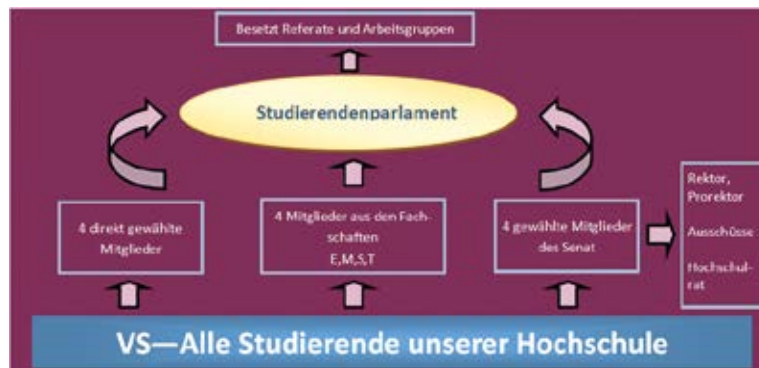 Besetzt Referate und Arbeitsgruppen
Studierendenparlament
4 direkt gewählte
Mitglieder
4 Mitglieder aus den Fach-
schaften
E,M,S,T
4 gewählte Mitglieder
des Senat
Rektor,
Prorektor
Ausschüsse
Hochschul-
rat
VS—Alle Studierende unserer Hochschule